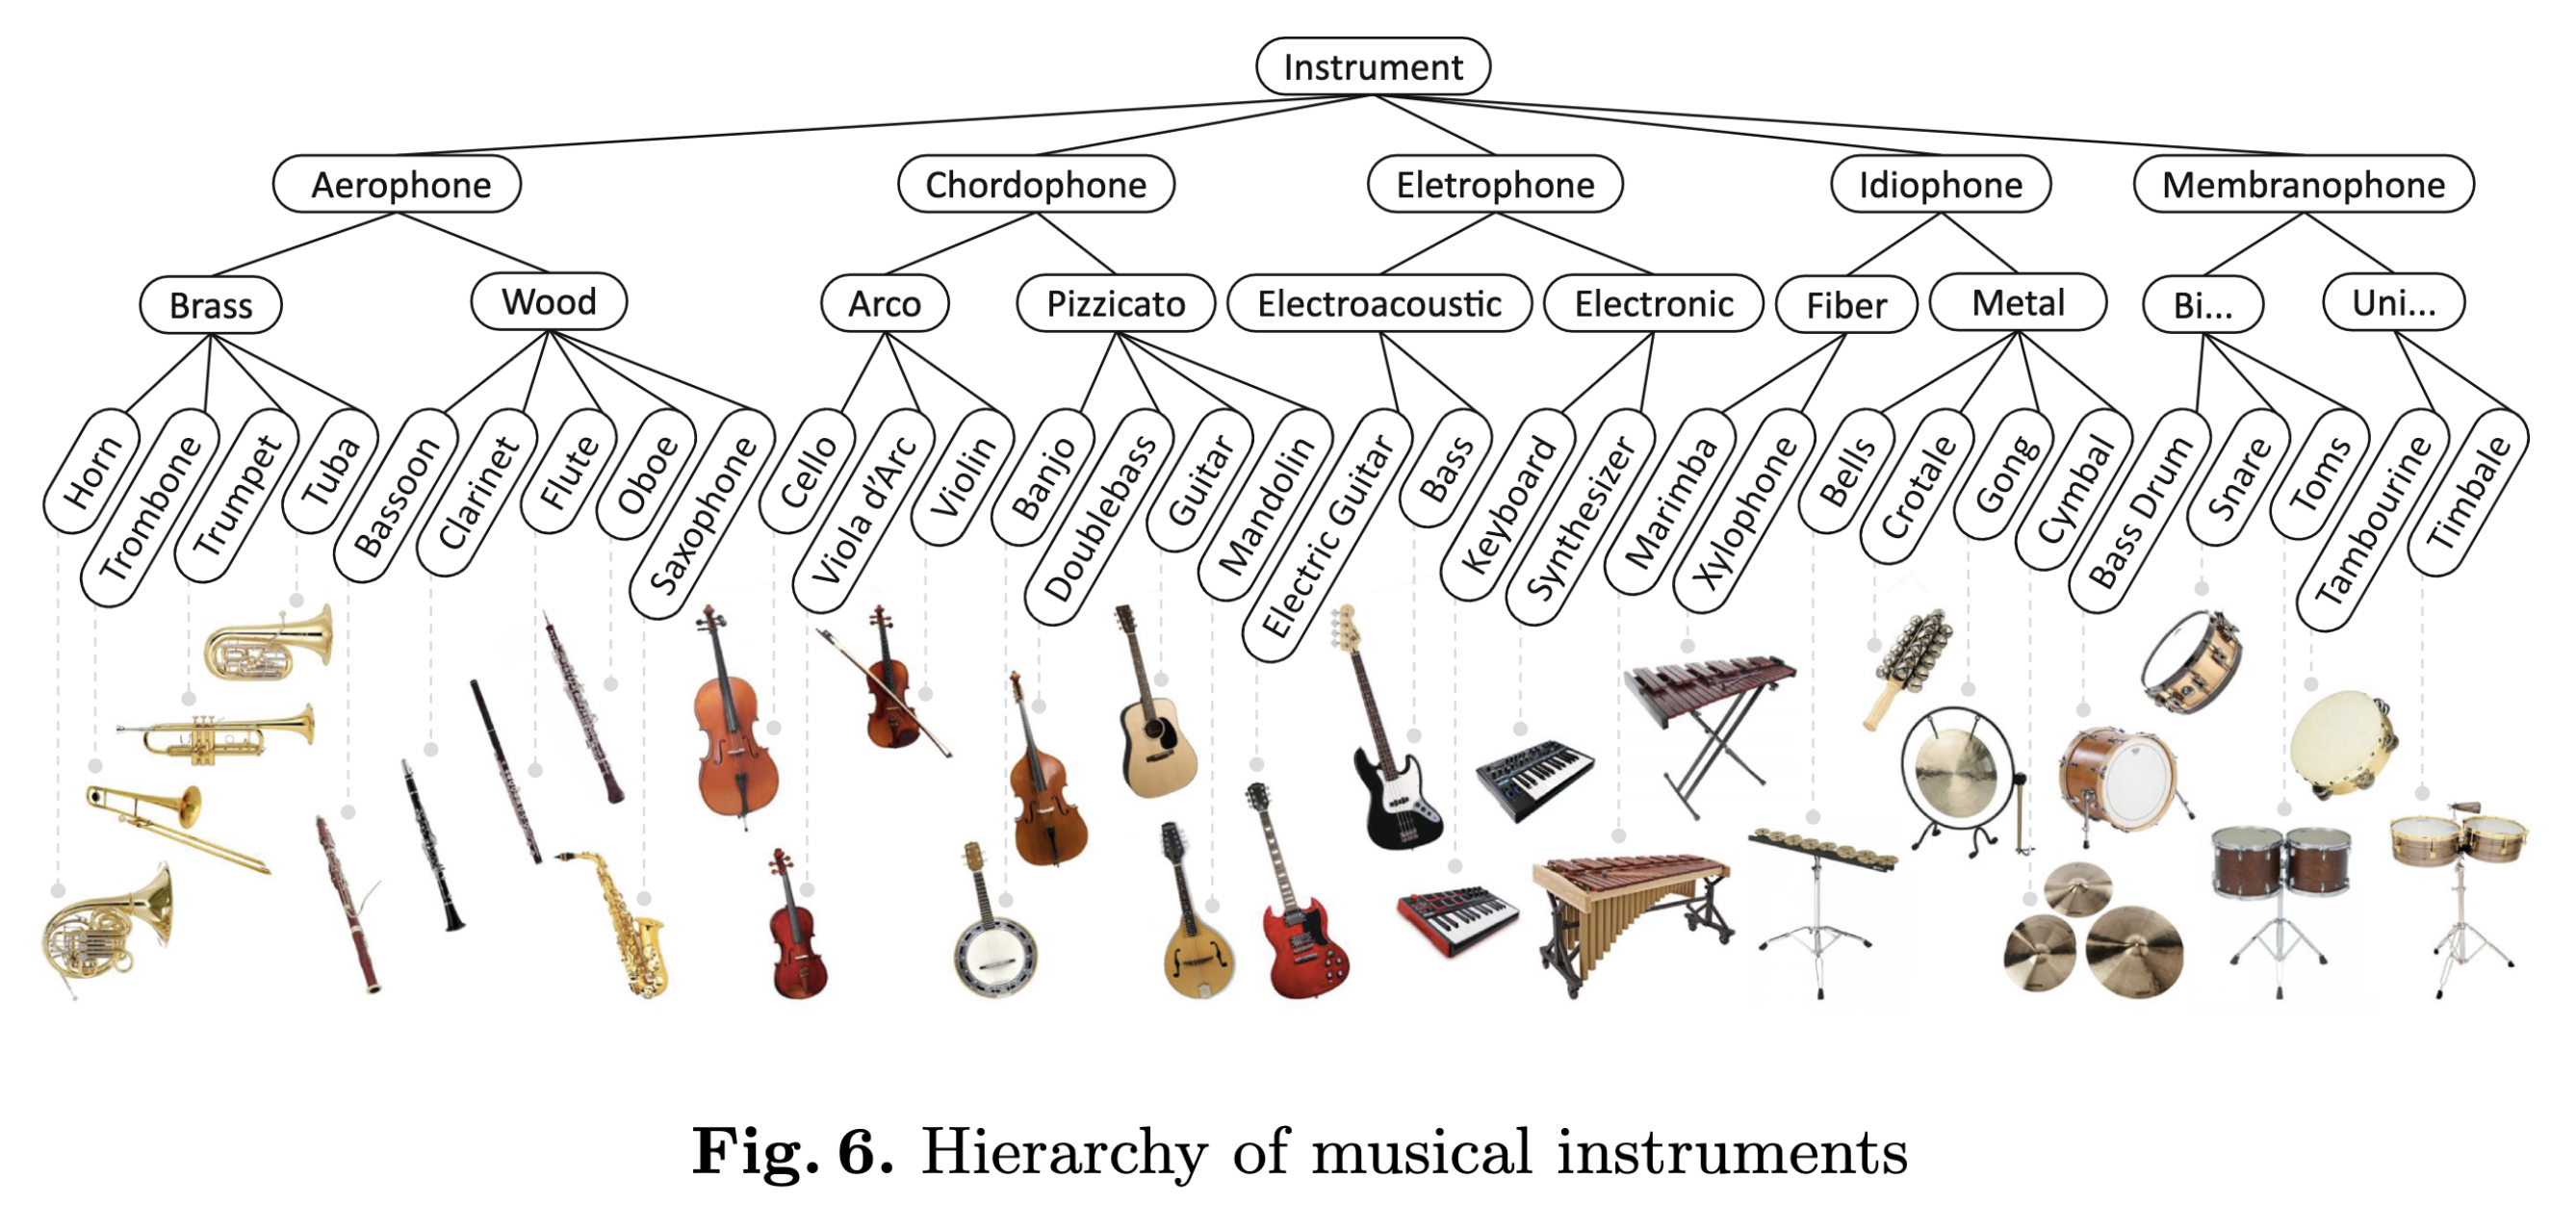 Instrument
Aerophone Chordophone Eletrophone Idiophone Membranophone
Brass Wood Arco Pizzicato Electroacoustic Electronic Fiber Metal Bi... Uni...
Horn Trombone Trumpet Tuba Bassoon Clarinet Flute Oboe Saxophone Cello Viola d'Arc Violin Banjo Doublebass Guitar Mandolin Electric Guitar Bass Keyboard Synthesizer Marimba Xylophone Bells Crotale Gong Cymbal Bass Drum Snare Toms Tambourine Timbale
Fig. 6. Hierarchy of musical instruments